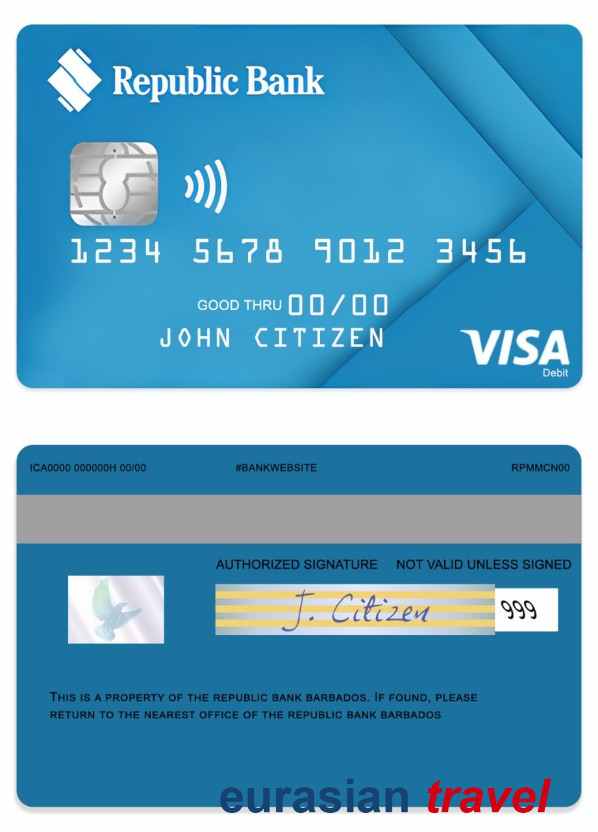 Republic Bank
1234 5678 9012 3456
GOOD THRU 00/00
JOHN CITIZEN
VISA
Debit
ICA0000 000000H 00/00 #BANKWEBSITE RPMMCN00
AUTHORIZED SIGNATURE NOT VALID UNLESS SIGNED
J. Citizen 999
THIS IS A PROPERTY OF THE REPUBLIC BANK BARBADOS. IF FOUND, PLEASE
RETURN TO THE NEAREST OFFICE OF THE REPUBLIC BANK BARBADOS
eurasian travel